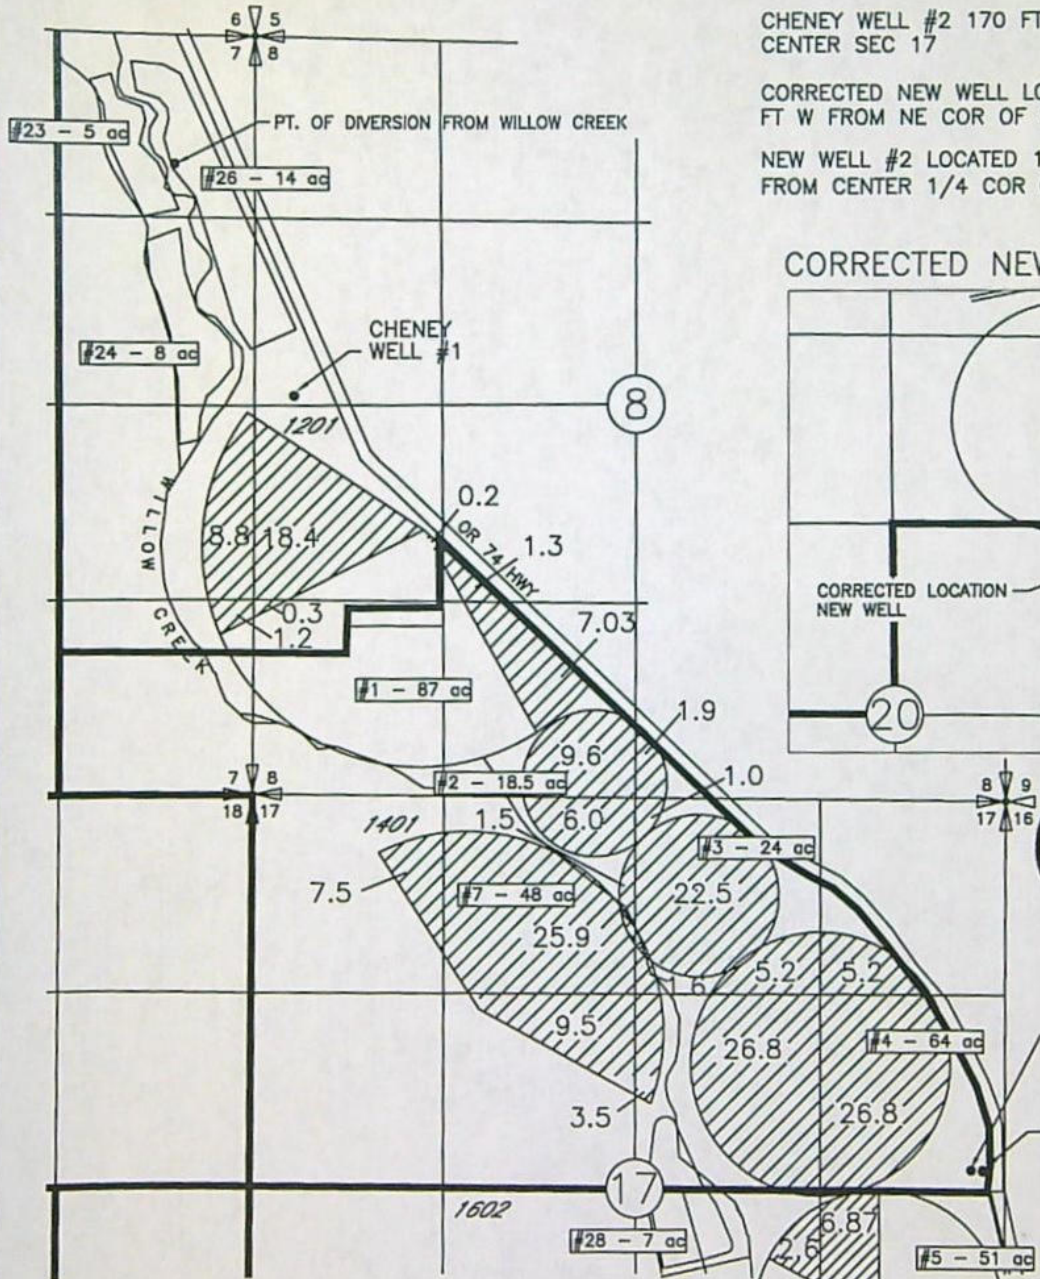 CHENEY WELL #2 170 FT
CENTER SEC 17
CORRECTED NEW WELL LO
FT W FROM NE COR OF
NEW WELL #2 LOCATED 1
FROM CENTER 1/4 COR
CORRECTED NEW
6 5
7 8
#23 - 5 ac
PT. OF DIVERSION FROM WILLOW CREEK
#26 - 14 ac
#24 - 8 ac
CHENEY
WELL #1
8
1201
WILLOW CREEK
8.8
18.4
0.2
OR 74/HWY
1.3
0.3
1.2
7.03
CORRECTED LOCATION
NEW WELL
20
#1 - 87 ac
1.9
9.6
#2 - 18.5 ac
1.0
7 8
18 17
8 9
17 16
1401
1.5
6.0
#3 - 24 ac
7.5
#7 - 48 ac
22.5
25.9
1.6
5.2
5.2
9.5
26.8
#4 - 64 ac
3.5
26.8
17
1602
#28 - 7 ac
6.87
2.6
#5 - 51 ac